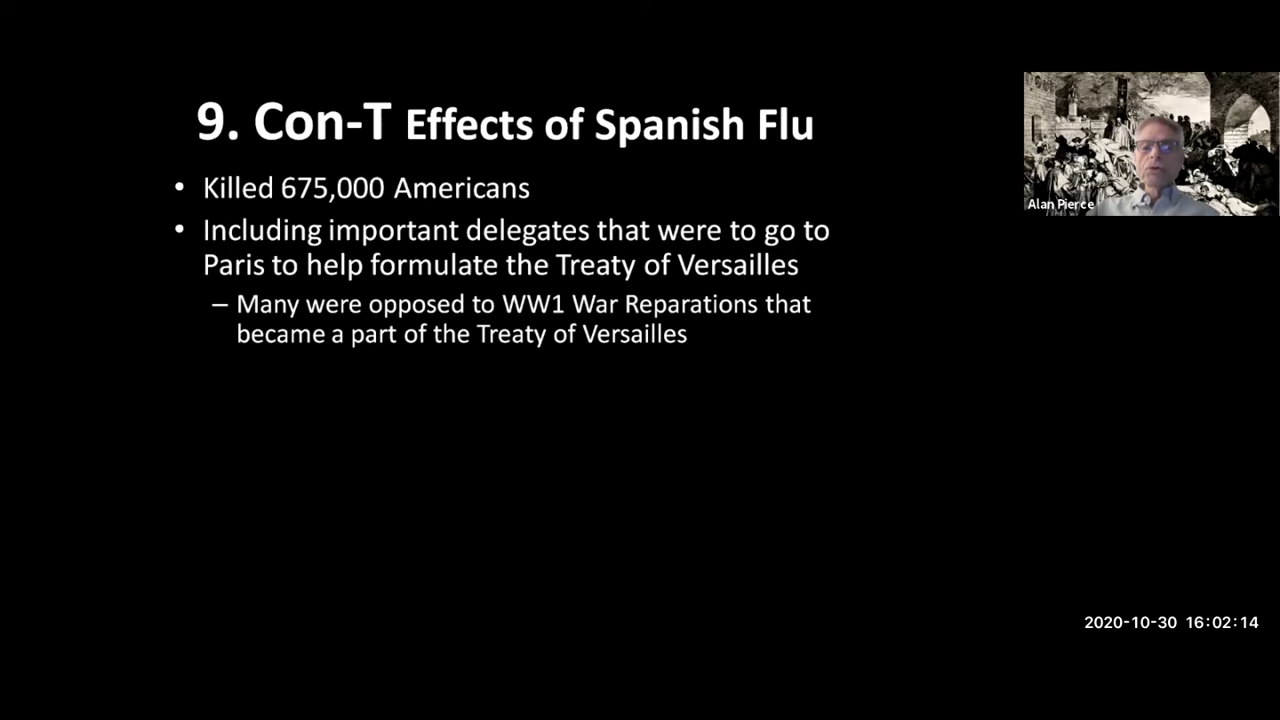 9. Con-T Effects of Spanish Flu
• Killed 675,000 Americans
• Including important delegates that were to go to
Paris to help formulate the Treaty of Versailles
– Many were opposed to WW1 War Reparations that
became a part of the Treaty of Versailles
Alan Pierce
2020-10-30 16:02:14